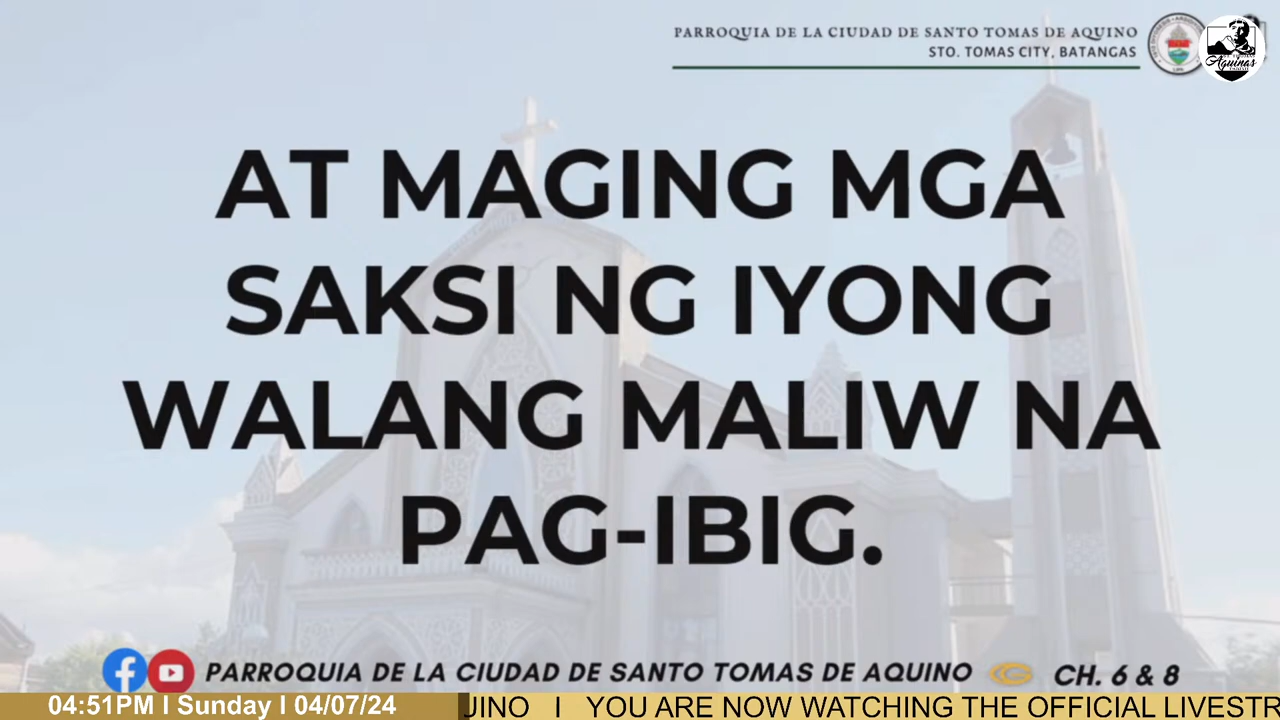 PARROQUIA DE LA CIUDAD DE SANTO TOMAS DE AQUINO
STO. TOMAS CITY, BATANGAS
Aquinas
AT MAGING MGA
SAKSI NG IYONG
WALANG MALIW NA
PAG-IBIG.
PARROQUIA DE LA CIUDAD DE SANTO TOMAS DE AQUINO CH. 6 & 8
04:51PM I Sunday I 04/07/24 JINO I YOU ARE NOW WATCHING THE OFFICIAL LIVESTR